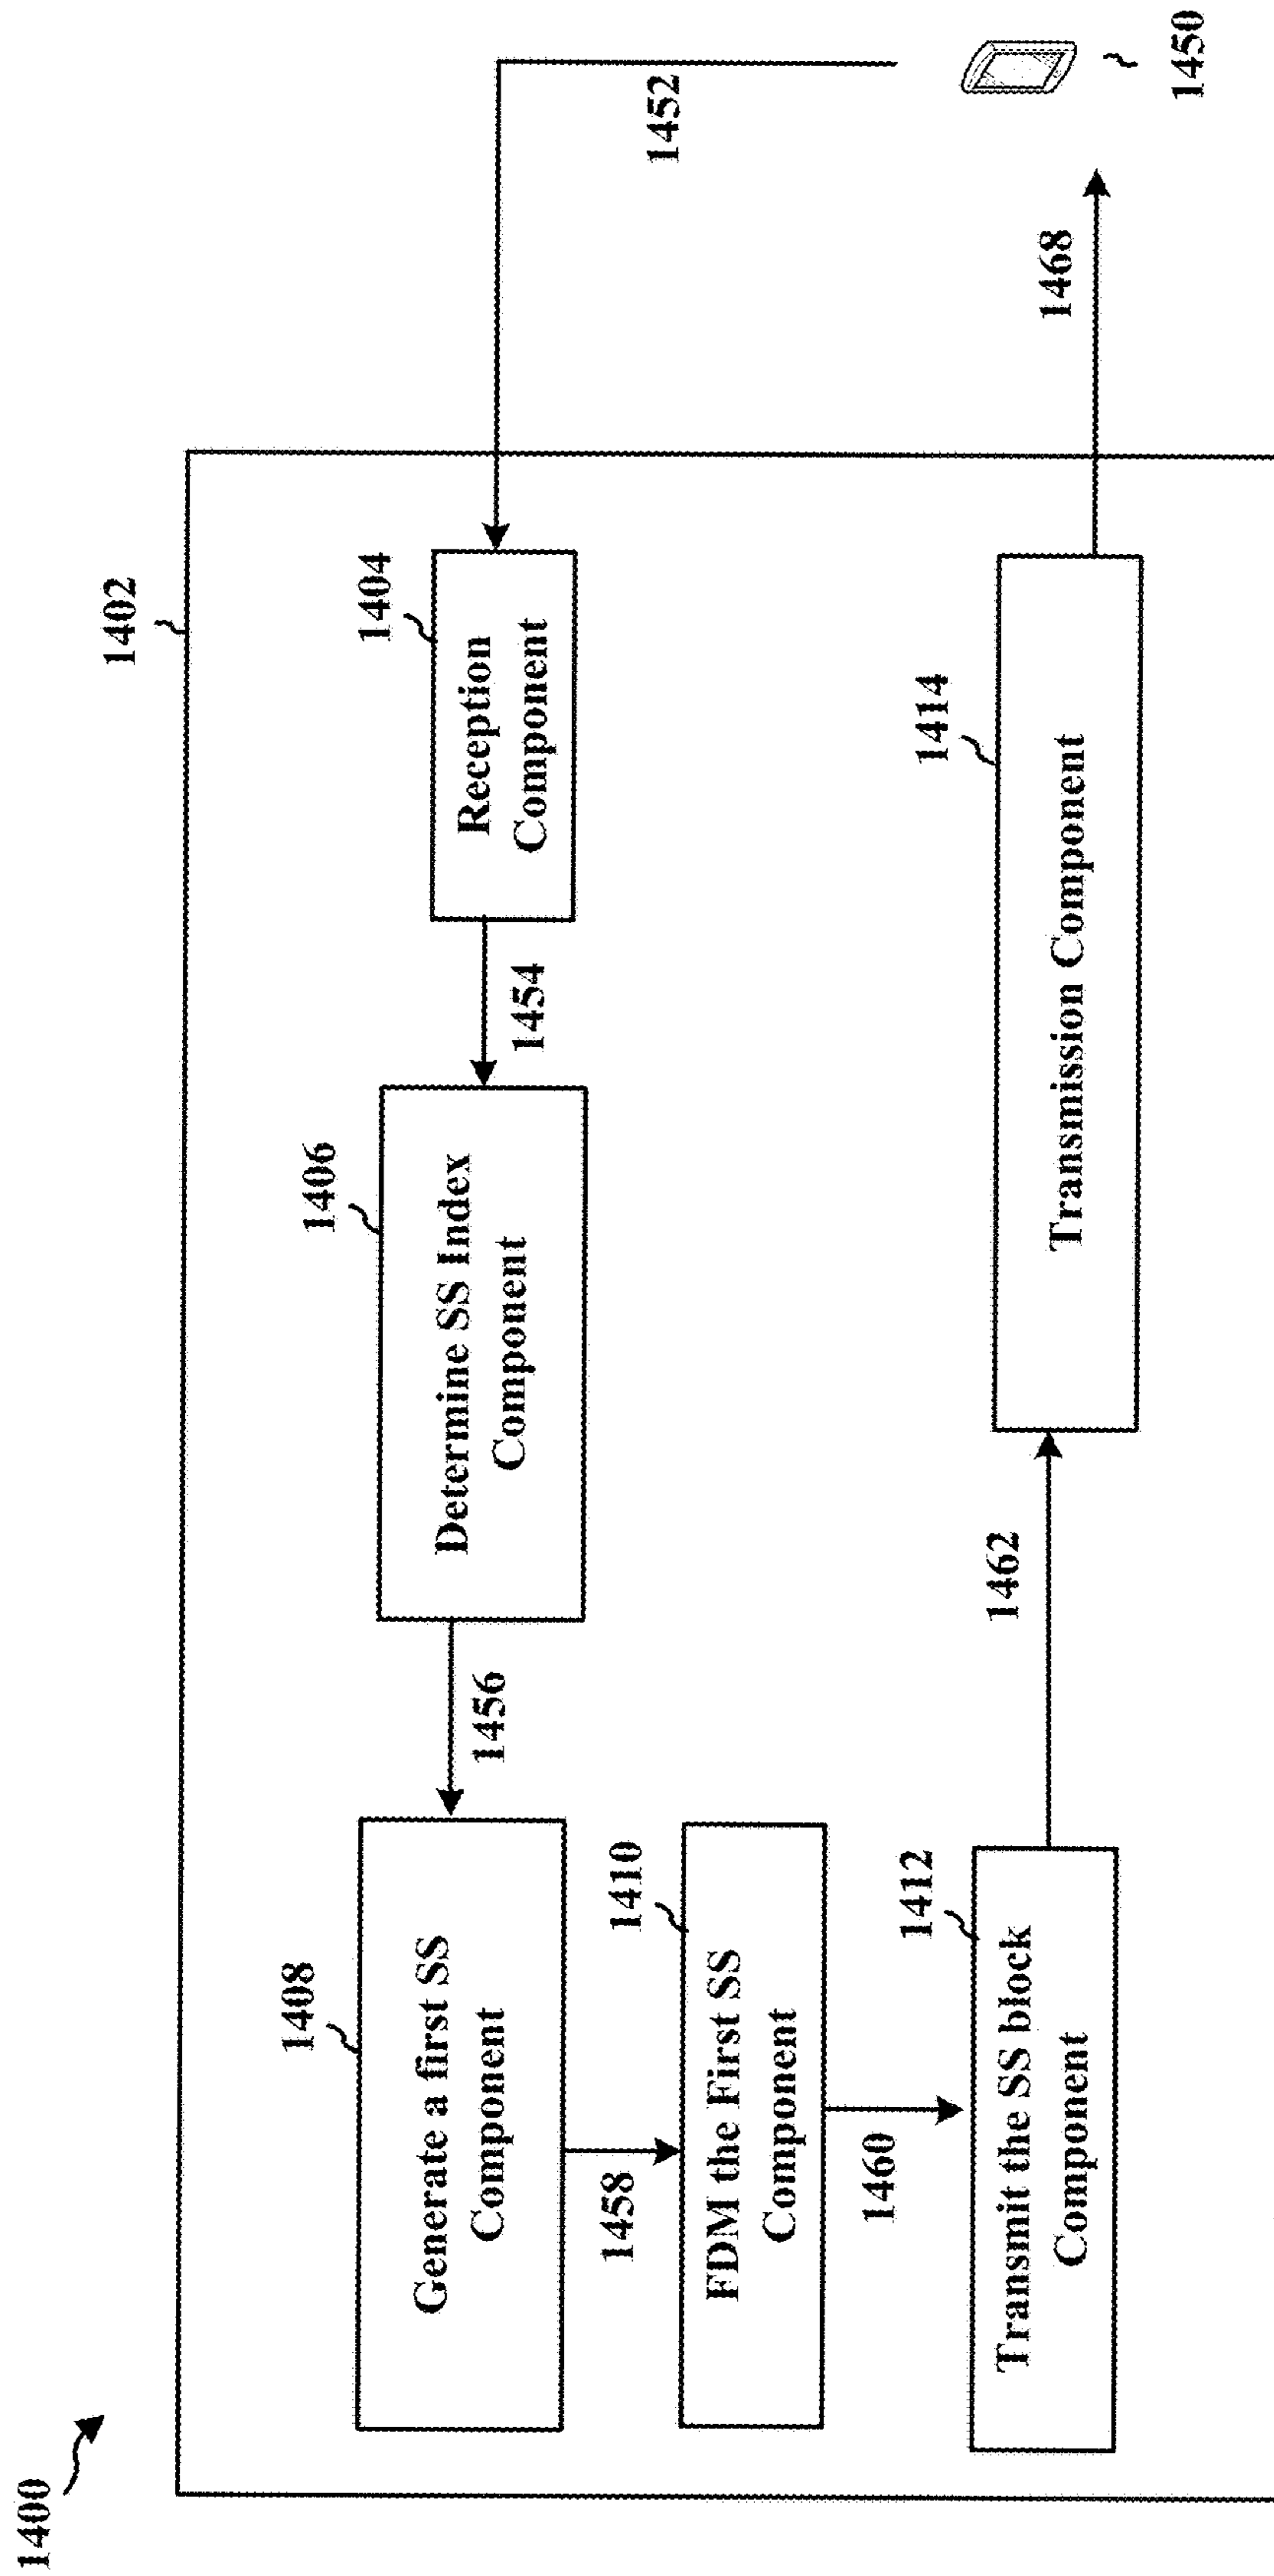 1400
1402
1408
Generate a first SS
Component
1456
1406
Determine SS Index
Component
1454
1404
Reception
Component
1452
1458
1410
FDM the First SS
Component
1460
1412
Transmit the SS block
Component
1462
1414
Transmission Component
1468
1450